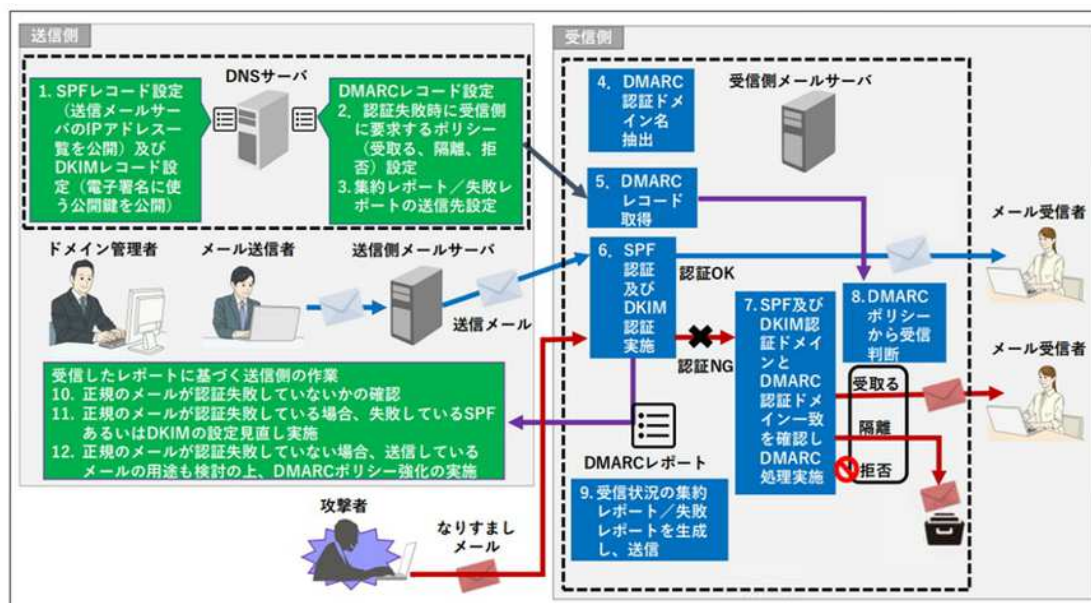 送信側
DNSサーバ
1. SPFレコード設定
（送信メールサー
バのIPアドレス一
覧を公開）及び
DKIMレコード設
定（電子署名に使
う公開鍵を公開）
DMARCレコード設定
2. 認証失敗時に受信側
に要求するポリシー
（受取る、隔離、拒
否）設定
3. 集約レポート／失敗レ
ポートの送信先設定
ドメイン管理者
メール送信者
送信側メールサーバ
送信メール
受信したレポートに基づく送信側の作業
10. 正規のメールが認証失敗していないかの確認
11. 正規のメールが認証失敗している場合、失敗しているSPF
あるいはDKIMの設定見直し実施
12. 正規のメールが認証失敗していない場合、送信している
メールの用途も検討の上、DMARCポリシー強化の実施
攻撃者
なりすまし
メール
受信側
受信側メールサーバ
4. DMARC
認証ドメ
イン名
抽出
5. DMARC
レコード
取得
6. SPF
認証
及び
DKIM
認証
実施
認証OK
認証NG
7. SPF及び
DKIM認
証ドメイ
ンと
DMARC
認証ドメ
イン一致
を確認し
DMARC
処理実施
8. DMARC
ポリシー
から受信
判断
受取る
隔離
拒否
DMARCレポート
9. 受信状況の集約
レポート／失敗
レポートを生成
し、送信
メール受信者
メール受信者